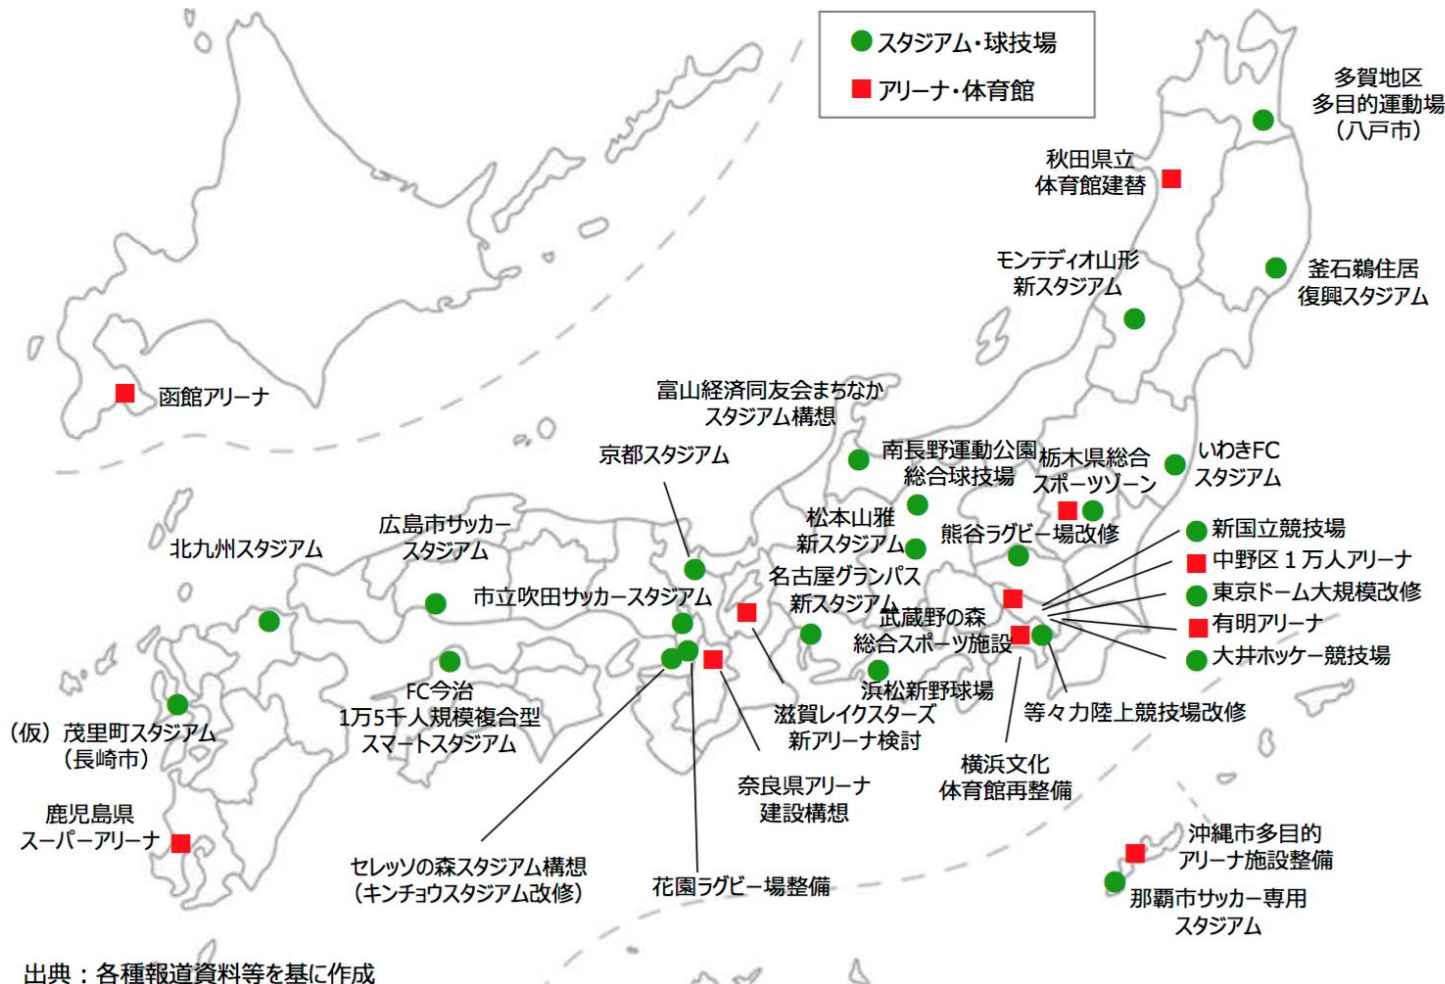 スタジアム・球技場
アリーナ・体育館
多賀地区
多目的運動場
（八戸市）
秋田県立
体育館建替
モンテディオ山形
新スタジアム
釜石鵜住居
復興スタジアム
函館アリーナ
富山経済同友会まちなか
スタジアム構想
京都スタジアム
南長野運動公園
総合球技場
栃木県総合
スポーツゾーン
いわきFC
スタジアム
広島市サッカー
スタジアム
北九州スタジアム
松本山雅
新スタジアム
熊谷ラグビー場改修
新国立競技場
中野区１万人アリーナ
東京ドーム大規模改修
有明アリーナ
大井ホッケー競技場
名古屋グランパス
新スタジアム
市立吹田サッカースタジアム
武蔵野の森
総合スポーツ施設
FC今治
1万5千人規模複合型
スマートスタジアム
浜松新野球場
滋賀レイクスターズ
新アリーナ検討
等々力陸上競技場改修
（仮）茂里町スタジアム
（長崎市）
横浜文化
体育館再整備
奈良県アリーナ
建設構想
鹿児島県
スーパーアリーナ
沖縄市多目的
アリーナ施設整備
セレッソの森スタジアム構想
（キンチョウスタジアム改修）
花園ラグビー場整備
那覇市サッカー専用
スタジアム
出典：各種報道資料等を基に作成